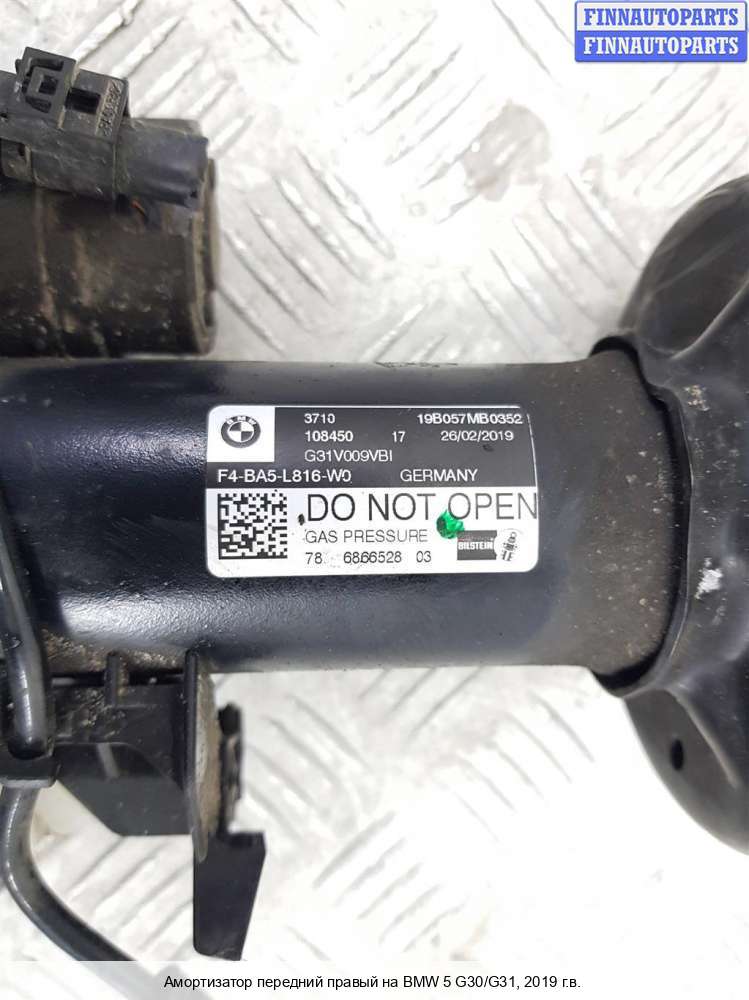 FINNAUTOPARTS
FINNAUTOPARTS
BMW
3710 19B057MB0352
108450 17 26/02/2019
G31V009VBI
F4-BA5-L816-W0 GERMANY
DO NOT OPEN
GAS PRESSURE
78 6866528 03 BILSTEIN
Амортизатор передний правый на BMW 5 G30/G31, 2019 г.в.